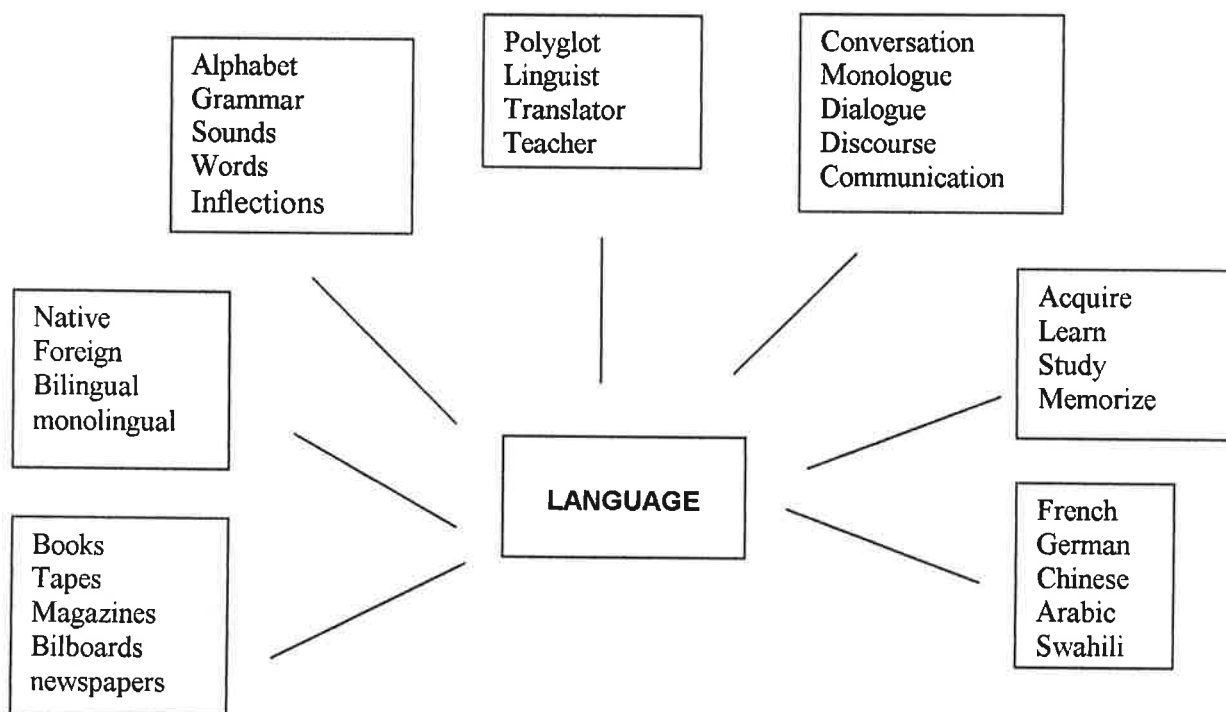 Alphabet
Grammar
Sounds
Words
Inflections
Polyglot
Linguist
Translator
Teacher
Conversation
Monologue
Dialogue
Discourse
Communication
Native
Foreign
Bilingual
monolingual
Acquire
Learn
Study
Memorize
LANGUAGE
Books
Tapes
Magazines
Bilboards
newspapers
French
German
Chinese
Arabic
Swahili